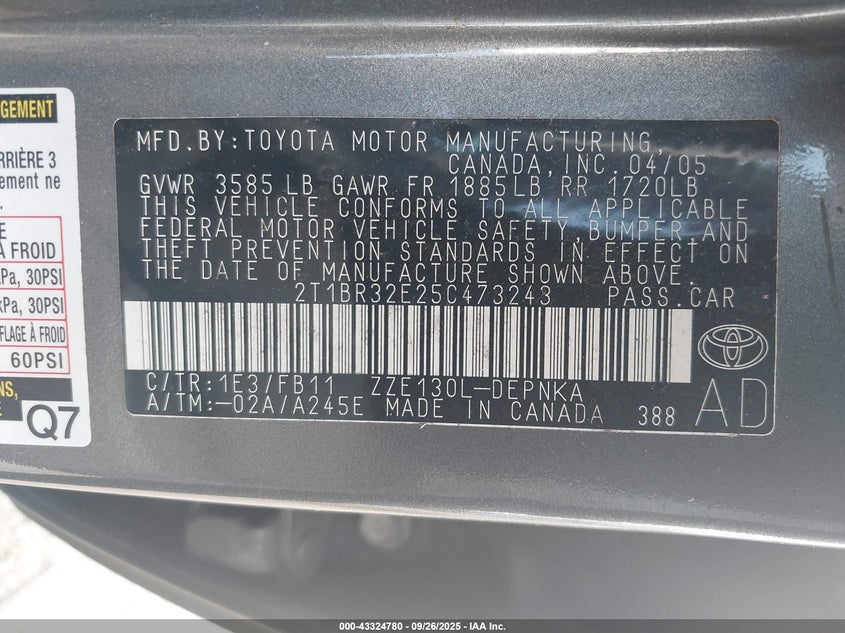 GEMENT
RRIÈRE 3
ement ne
E
À FROID
kPa, 30PSI
kPa, 30PSI
FLAGE À FROID
60PSI
NS,
Q7
MFD.BY:TOYOTA MOTOR MANUFACTURING,
CANADA,INC.04/05
GVWR 3585LB GAWR FR 1885LB RR 1720LB
THIS VEHICLE CONFORMS TO ALL APPLICABLE
FEDERAL MOTOR VEHICLE SAFETY,BUMPER AND
THEFT PREVENTION STANDARDS IN EFFECT ON
THE DATE OF MANUFACTURE SHOWN ABOVE.
2T1BR32E25C473243 PASS.CAR
C/TR:1E3/FB11 ZZE130L-DEPNKA
A/TM:-02A/A245E MADE IN CANADA 388
AD
000-43324780 - 09/26/2025 - IAA Inc.